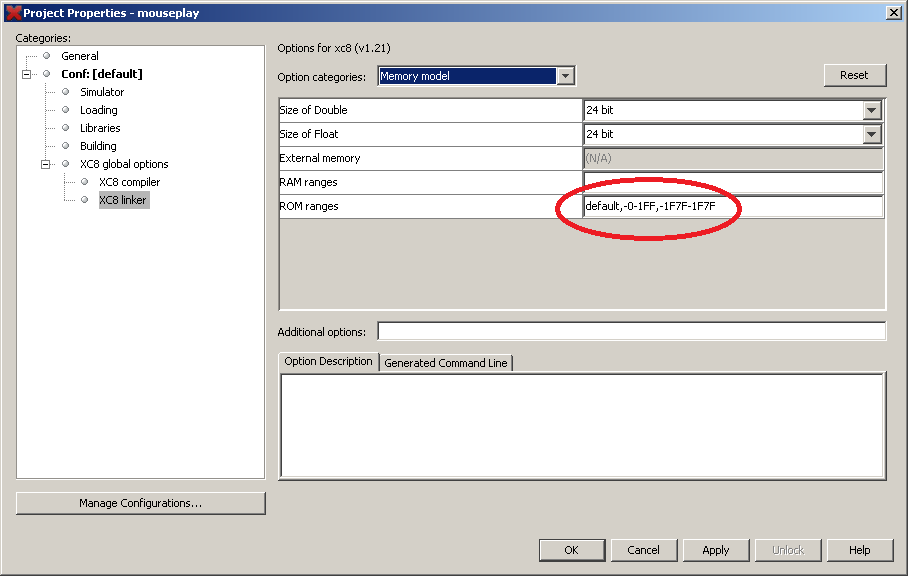 Project Properties - mouseplay
Categories:
General
Conf: [default]
Simulator
Loading
Libraries
Building
XC8 global options
XC8 compiler
XC8 linker
Manage Configurations...
Options for xc8 (v1.21)
Option categories: Memory model Reset
Size of Double 24 bit
Size of Float 24 bit
External memory (N/A)
RAM ranges
ROM ranges default,-0-1FF,-1F7F-1F7F
Additional options:
Option Description Generated Command Line
OK Cancel Apply Unlock Help